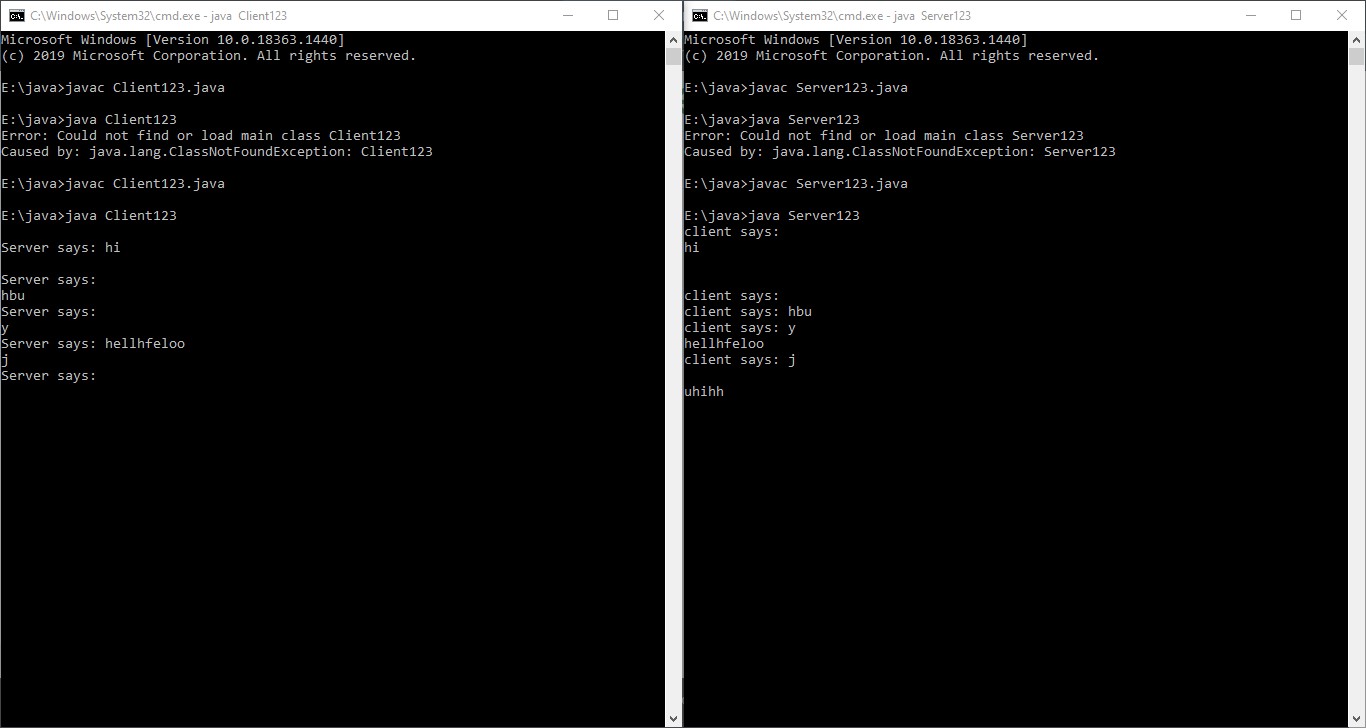 C:\Windows\System32\cmd.exe - java  Client123
Microsoft Windows [Version 10.0.18363.1440]
(c) 2019 Microsoft Corporation. All rights reserved.
E:\java>javac Client123.java
E:\java>java Client123
Error: Could not find or load main class Client123
Caused by: java.lang.ClassNotFoundException: Client123
E:\java>javac Client123.java
E:\java>java Client123
Server says: hi
Server says:
hbu
Server says:
y
Server says: hellhfeloo
j
Server says:
C:\Windows\System32\cmd.exe - java  Server123
Microsoft Windows [Version 10.0.18363.1440]
(c) 2019 Microsoft Corporation. All rights reserved.
E:\java>javac Server123.java
E:\java>java Server123
Error: Could not find or load main class Server123
Caused by: java.lang.ClassNotFoundException: Server123
E:\java>javac Server123.java
E:\java>java Server123
client says:
hi
client says:
client says: hbu
client says: y
hellhfeloo
client says: j
uhihh